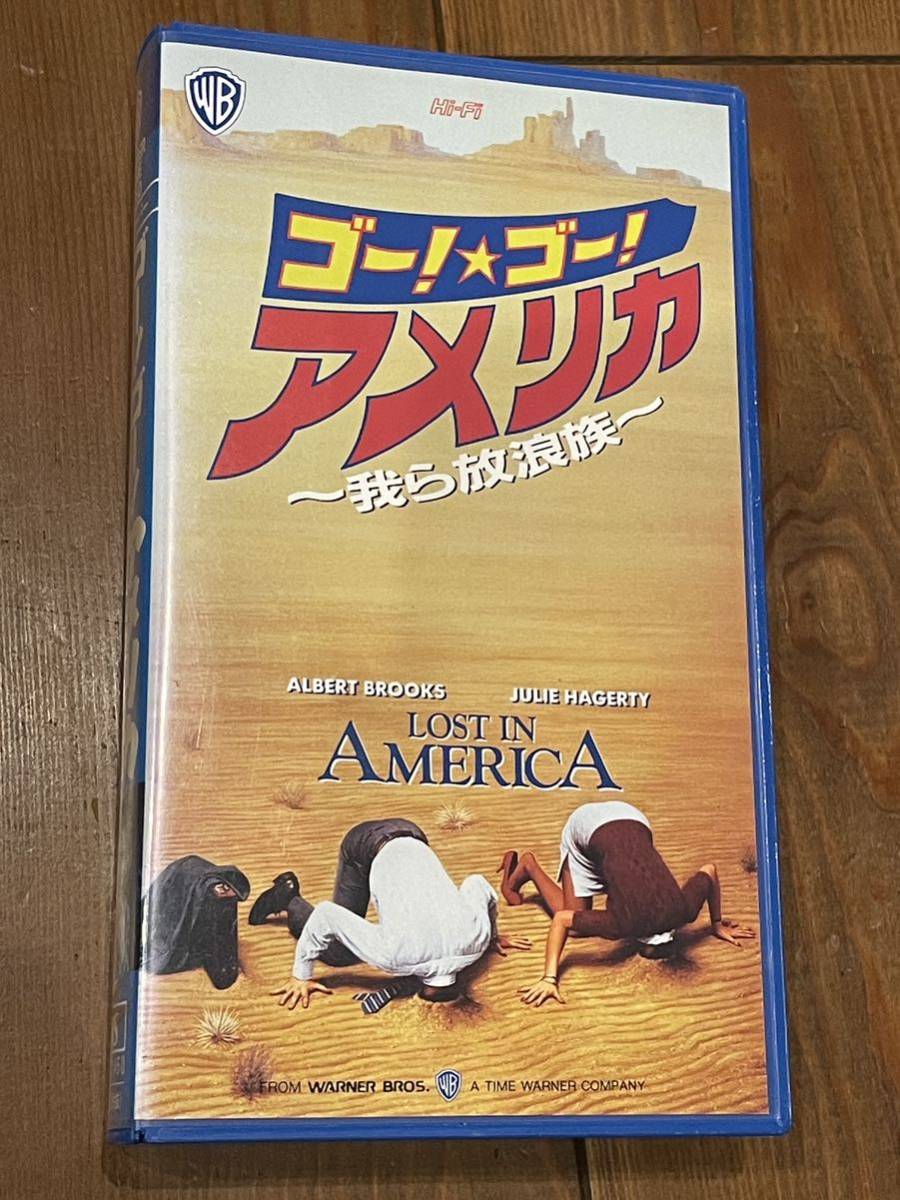 WB
Hi-Fi
ゴー!★ゴー!
アメリカ
〜我ら放浪族〜
ALBERT BROOKS JULIE HAGERTY
LOST IN
AMERICA
FROM WARNER BROS. WB A TIME WARNER COMPANY